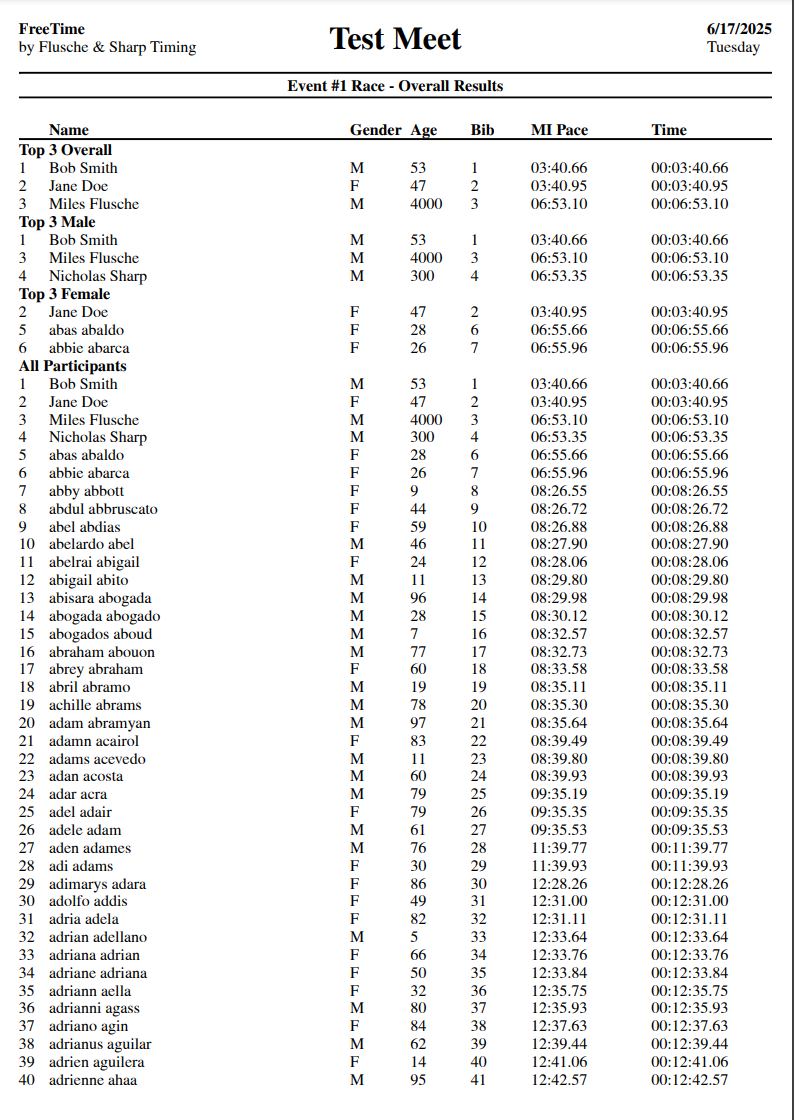 FreeTime
by Flusche & Sharp Timing
Test Meet
6/17/2025
Tuesday
Event #1 Race - Overall Results
Name Gender Age Bib MI Pace Time
Top 3 Overall
1 Bob Smith M 53 1 03:40.66 00:03:40.66
2 Jane Doe F 47 2 03:40.95 00:03:40.95
3 Miles Flusche M 4000 3 06:53.10 00:06:53.10
Top 3 Male
1 Bob Smith M 53 1 03:40.66 00:03:40.66
3 Miles Flusche M 4000 3 06:53.10 00:06:53.10
4 Nicholas Sharp M 300 4 06:53.35 00:06:53.35
Top 3 Female
2 Jane Doe F 47 2 03:40.95 00:03:40.95
5 abas abaldo F 28 6 06:55.66 00:06:55.66
6 abbie abarca F 26 7 06:55.96 00:06:55.96
All Participants
1 Bob Smith M 53 1 03:40.66 00:03:40.66
2 Jane Doe F 47 2 03:40.95 00:03:40.95
3 Miles Flusche M 4000 3 06:53.10 00:06:53.10
4 Nicholas Sharp M 300 4 06:53.35 00:06:53.35
5 abas abaldo F 28 6 06:55.66 00:06:55.66
6 abbie abarca F 26 7 06:55.96 00:06:55.96
7 abby abbott F 9 8 08:26.55 00:08:26.55
8 abdul abbruscato F 44 9 08:26.72 00:08:26.72
9 abel abdias F 59 10 08:26.88 00:08:26.88
10 abelardo abel M 46 11 08:27.90 00:08:27.90
11 abelrai abigail F 24 12 08:28.06 00:08:28.06
12 abigail abito M 11 13 08:29.80 00:08:29.80
13 abisara abogada M 96 14 08:29.98 00:08:29.98
14 abogada abogado M 28 15 08:30.12 00:08:30.12
15 abogados aboud M 7 16 08:32.57 00:08:32.57
16 abraham abouon M 77 17 08:32.73 00:08:32.73
17 abrey abraham F 60 18 08:33.58 00:08:33.58
18 abril abramo M 19 19 08:35.11 00:08:35.11
19 achille abrams M 78 20 08:35.30 00:08:35.30
20 adam abramyan M 97 21 08:35.64 00:08:35.64
21 adamn acairol F 83 22 08:39.49 00:08:39.49
22 adams acevedo M 11 23 08:39.80 00:08:39.80
23 adan acosta M 60 24 08:39.93 00:08:39.93
24 adar acra M 79 25 09:35.19 00:09:35.19
25 adel adair F 79 26 09:35.35 00:09:35.35
26 adele adam M 61 27 09:35.53 00:09:35.53
27 aden adames M 76 28 11:39.77 00:11:39.77
28 adi adams F 30 29 11:39.93 00:11:39.93
29 adimarys adara F 86 30 12:28.26 00:12:28.26
30 adolfo addis F 49 31 12:31.00 00:12:31.00
31 adria adela F 82 32 12:31.11 00:12:31.11
32 adrian adellano M 5 33 12:33.64 00:12:33.64
33 adriana adrian F 66 34 12:33.76 00:12:33.76
34 adriane adriana F 50 35 12:33.84 00:12:33.84
35 adriann aella F 32 36 12:35.75 00:12:35.75
36 adrianni agass M 80 37 12:35.93 00:12:35.93
37 adriano agin F 84 38 12:37.63 00:12:37.63
38 adrianus aguilar M 62 39 12:39.44 00:12:39.44
39 adrien aguilera F 14 40 12:41.06 00:12:41.06
40 adrienne ahaa M 95 41 12:42.57 00:12:42.57